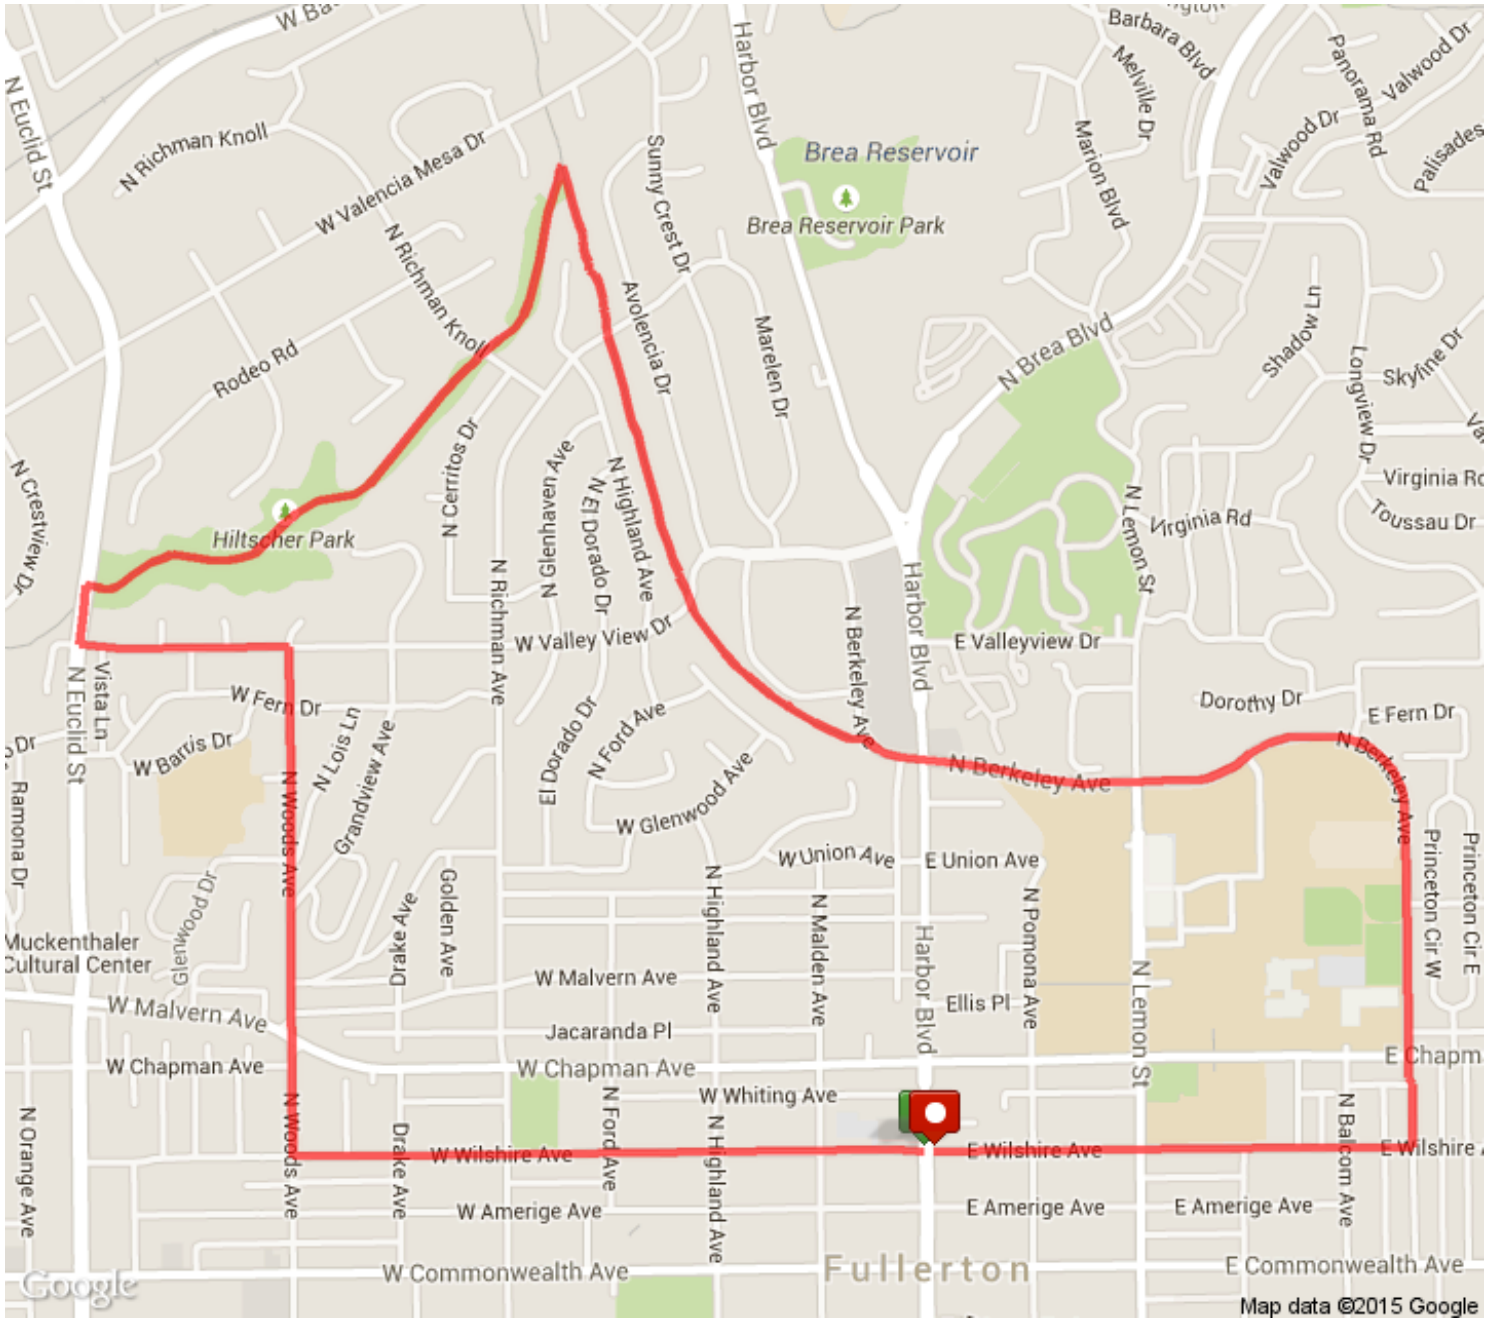 W Ba
ngton
Barbara Blvd
Panorama Rd
Valwood Dr
N Euclid St
Harbor Blvd
Melville Dr
N Richman Knoll
W Valencia Mesa Dr
Sunny Crest Dr
Brea Reservoir
Marion Blvd
Valwood Dr
Palisades
Brea Reservoir Park
N Richman Knoll
Avolencia Dr
Marelen Dr
N Brea Blvd
Shadow Ln
Longview Dr
Skyline Dr
Rodeo Rd
Va
N Crestview Dr
N Cerritos Dr
N Glenhaven Ave
N El Dorado Dr
N Highland Ave
N Lemon St
Virginia Rd
Virginia Rd
Toussau Dr
Hiltscher Park
N Richman Ave
W Valley View Dr
N Berkeley Ave
Harbor Blvd
E Valleyview Dr
N Euclid St
Vista Ln
W Fern Dr
Dorothy Dr
E Fern Dr
o Dr
W Bartis Dr
N Lois Ln
Grandview Ave
El Dorado Dr
N Ford Ave
N Berkeley Ave
N Berkeley Ave
Ramona Dr
N Woods Ave
W Glenwood Ave
W Union Ave
E Union Ave
Princeton Cir W
Princeton Cir E
Glenwood Dr
Drake Ave
Golden Ave
N Highland Ave
N Malden Ave
Harbor Blvd
N Pomona Ave
N Lemon St
Muckenthaler
Cultural Center
W Malvern Ave
W Malvern Ave
Ellis Pl
Jacaranda Pl
W Chapman Ave
W Chapman Ave
E Chapm
W Whiting Ave
N Orange Ave
N Woods Ave
Drake Ave
N Ford Ave
N Highland Ave
N Balcom Ave
W Wilshire Ave
E Wilshire Ave
E Wilshire
W Amerige Ave
E Amerige Ave
E Amerige Ave
W Commonwealth Ave
Fullerton
E Commonwealth Ave
Google
Map data ©2015 Google